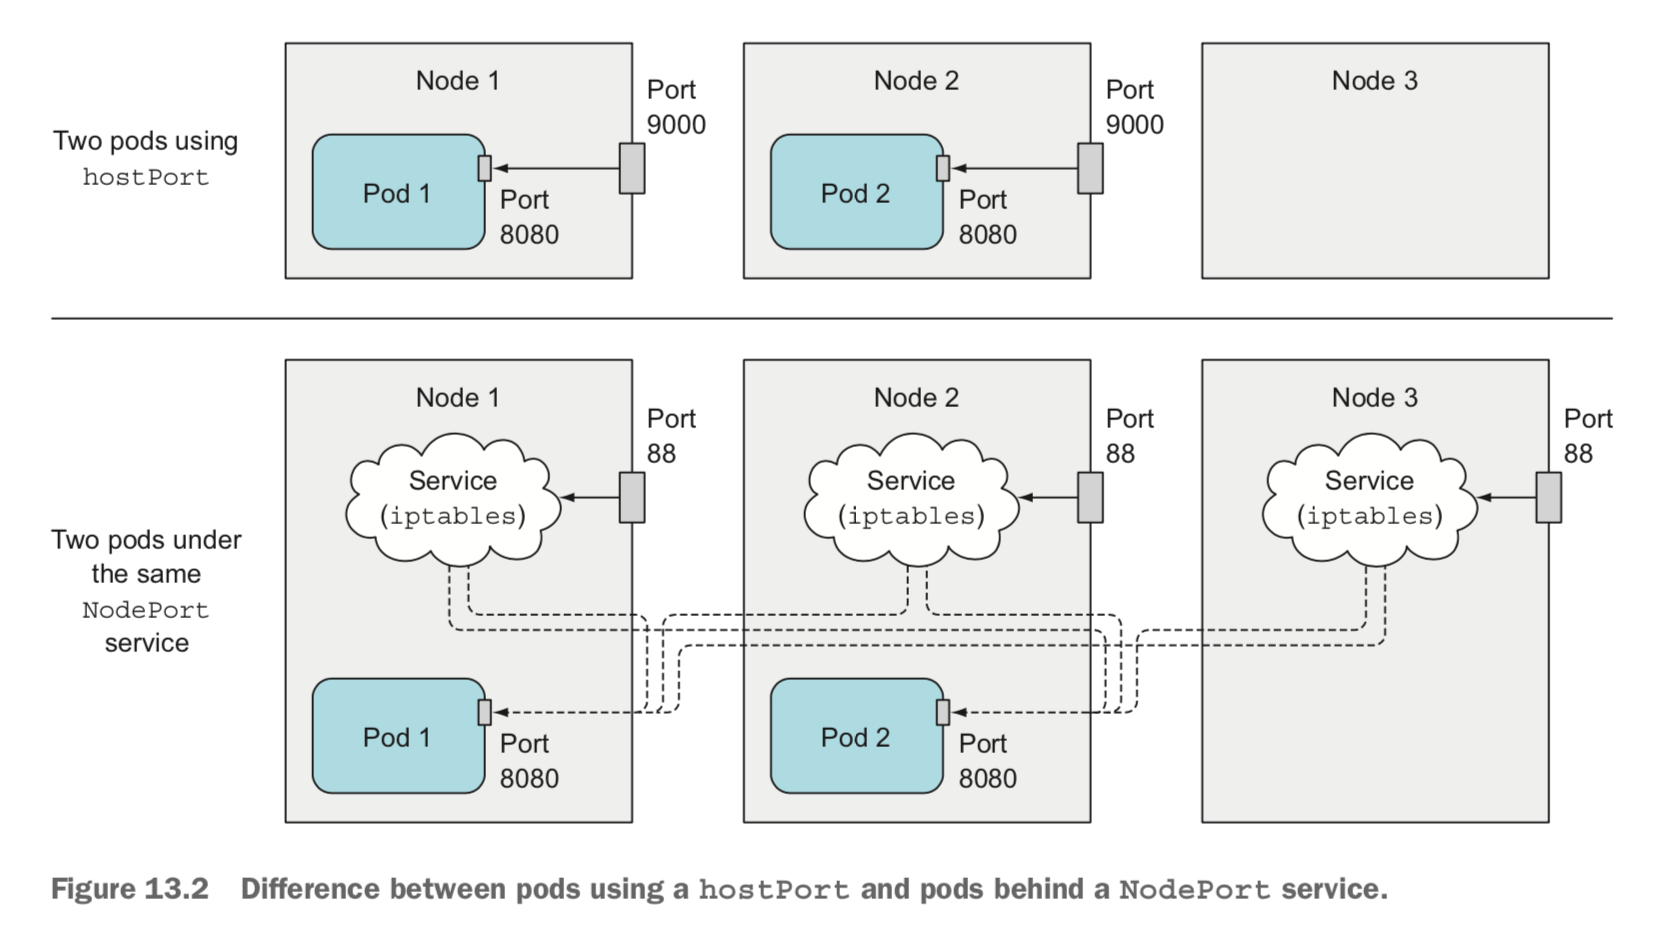 Two pods using
hostPort
Node 1
Port
9000
Pod 1
Port
8080
Node 2
Port
9000
Pod 2
Port
8080
Node 3
Two pods under
the same
NodePort
service
Node 1
Port
88
Service
(iptables)
Pod 1
Port
8080
Node 2
Port
88
Service
(iptables)
Pod 2
Port
8080
Node 3
Port
88
Service
(iptables)
Figure 13.2 Difference between pods using a hostPort and pods behind a NodePort service.